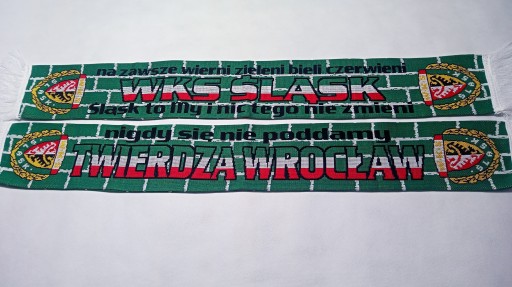 na zawsze wierni zieleni bieli czerwieni
WKS ŚLĄSK
Śląsk to my i nic tego nie zmieni
nigdy się nie poddamy
TWIERDZA WROCŁAW